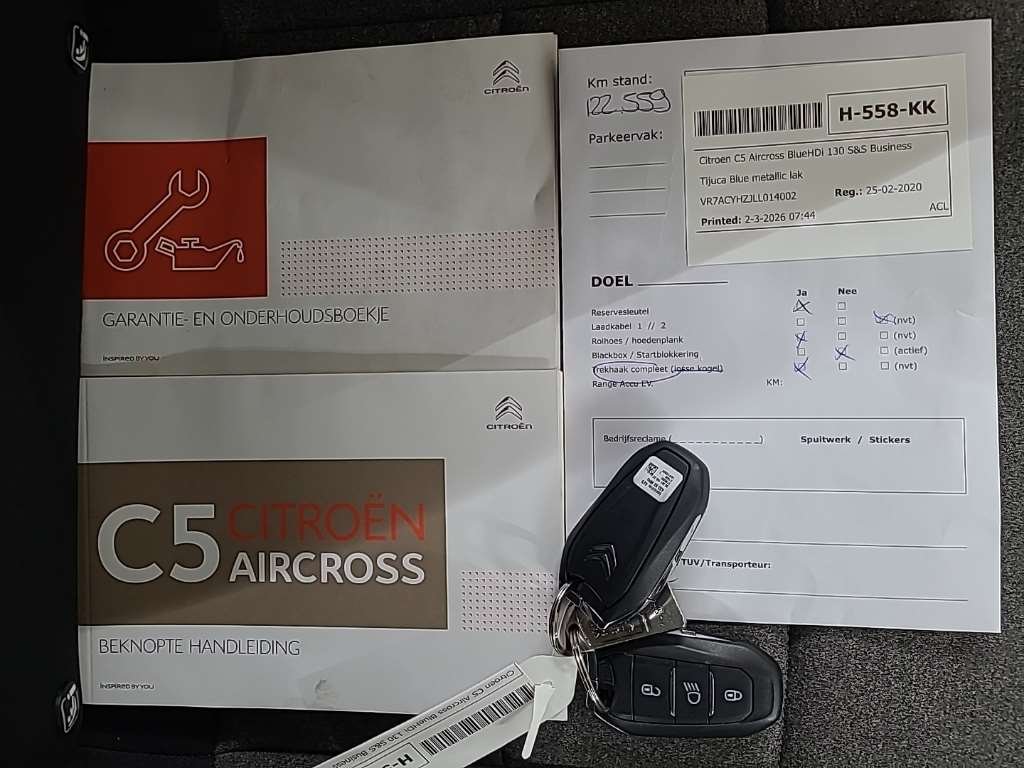 CITROËN
GARANTIE- EN ONDERHOUDSBOEKJE
INSPIRED BY YOU
CITROËN
C5 CITROËN
AIRCROSS
BEKNOPTE HANDLEIDING
INSPIRED BY YOU
Km stand:
122.559
Parkeervak:
H-558-KK
Citroen C5 Aircross BlueHDi 130 S&S Business
Tijuca Blue metallic lak
VR7ACYHZJLL014002
Reg.: 25-02-2020
Printed: 2-3-2026 07:44
ACL
DOEL
Ja Nee
Reservesleutel
Laadkabel 1 // 2 (nvt)
Rolhoes / hoedenplank (nvt)
Blackbox / Startblokkering (actief)
Trekhaak compleet (losse kogel) (nvt)
Range Accu EV. KM:
Bedrijfsreclame (____________) Spuitwerk / Stickers
TUV/Transporteur:
Citroen C5 Aircross BlueHDi 130 S&S Business